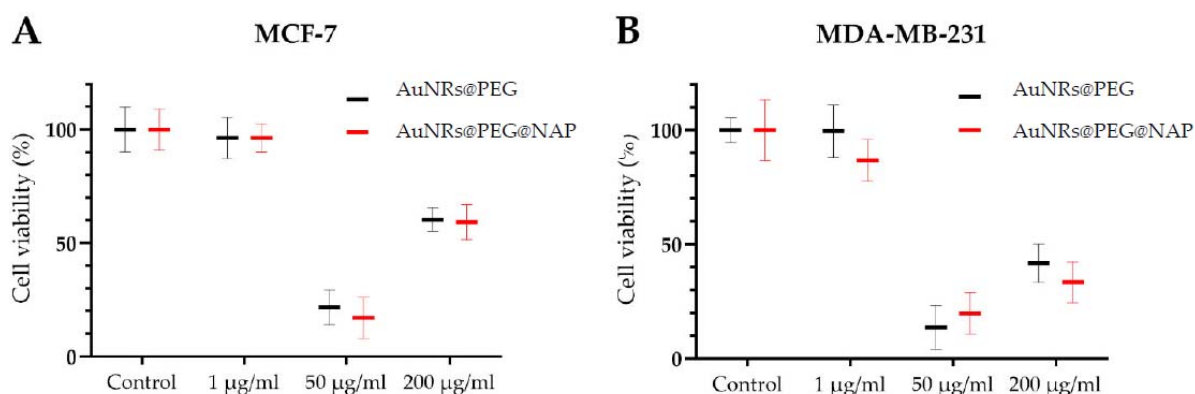 A
MCF-7
AuNRs@PEG
AuNRs@PEG@NAP
Cell viability (%)
100
50
0
Control
1 µg/ml
50 µg/ml
200 µg/ml
B
MDA-MB-231
AuNRs@PEG
AuNRs@PEG@NAP
Cell viability (%)
100
50
0
Control
1 µg/ml
50 µg/ml
200 µg/ml